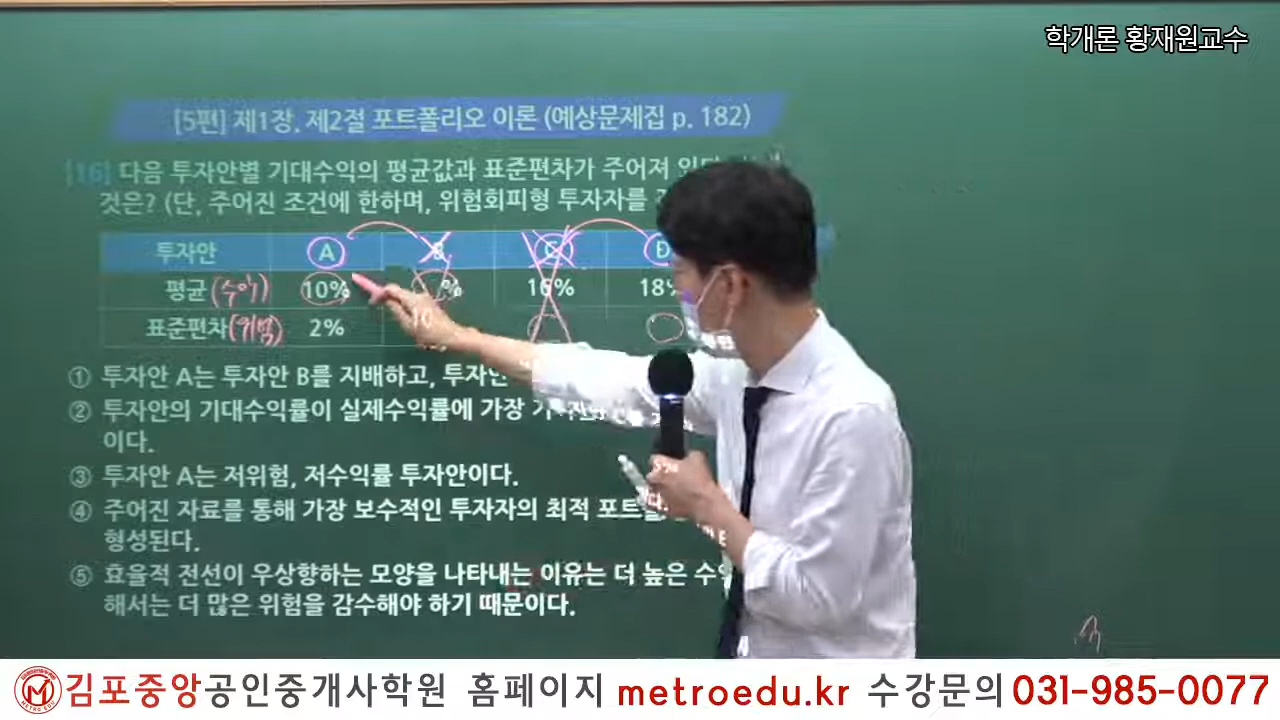 학개론 황재원교수
[5편] 제1장, 제2절 포트폴리오 이론 (예상문제집 p. 182)
[16] 다음 투자안별 기대수익의 평균값과 표준편차가 주어져
것은? (단, 주어진 조건에 한하며, 위험회피형 투자자를
투자안 A B C D
평균 (수익) 10% % 16% 18%
표준편차 (위험) 2% 10
① 투자안 A는 투자안 B를 지배하고, 투자안
② 투자안의 기대수익률이 실제수익률에 가장
이다.
③ 투자안 A는 저위험, 저수익률 투자안이다.
④ 주어진 자료를 통해 가장 보수적인 투자자의 최적
형성된다.
⑤ 효율적 전선이 우상향하는 모양을 나타내는 이유는 더 높은
해서는 더 많은 위험을 감수해야 하기 때문이다.
김포중앙공인중개사학원 홈페이지 metroedu.kr 수강문의 031-985-0077
METRO EDU